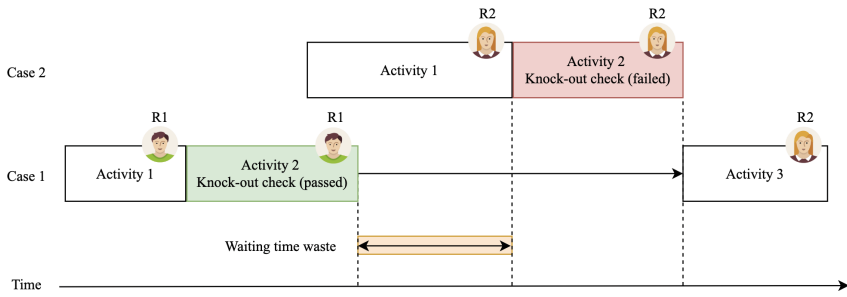 R2
R2
Case 2
Activity 1
Activity 2
Knock-out check (failed)
R1
R1
R2
Case 1
Activity 1
Activity 2
Knock-out check (passed)
Activity 3
Waiting time waste
Time